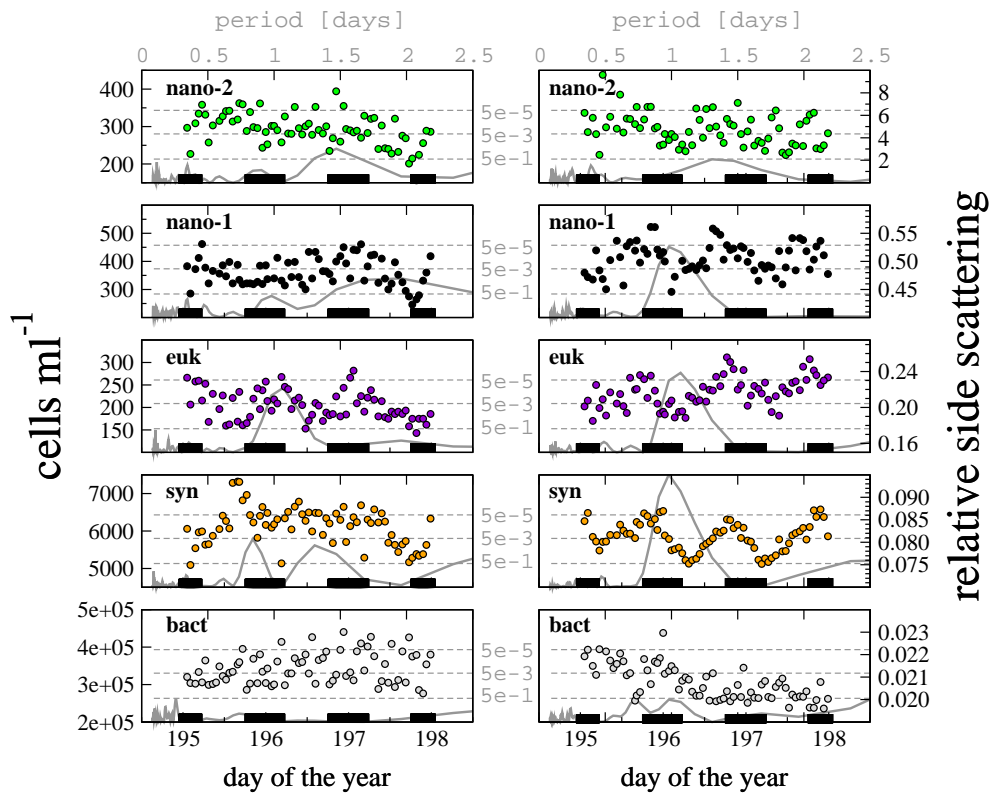 period [days] period [days]
0 0.5 1 1.5 2 2.5 0 0.5 1 1.5 2 2.5
nano-2 nano-2
400 5e-5 8
300 5e-3 6
200 5e-1 4
2
nano-1 nano-1
500 5e-5 0.55
400 5e-3 0.50
300 5e-1 0.45
euk euk
300 5e-5 0.24
250 5e-3 0.20
200 5e-1 0.16
150
syn syn
7000 5e-5 0.090
6000 5e-3 0.085
5000 5e-1 0.080
0.075
bact bact
5e+05 5e-5 0.023
4e+05 5e-3 0.022
3e+05 5e-1 0.021
2e+05 0.020
195 196 197 198 195 196 197 198
day of the year day of the year
cells ml-1
relative side scattering